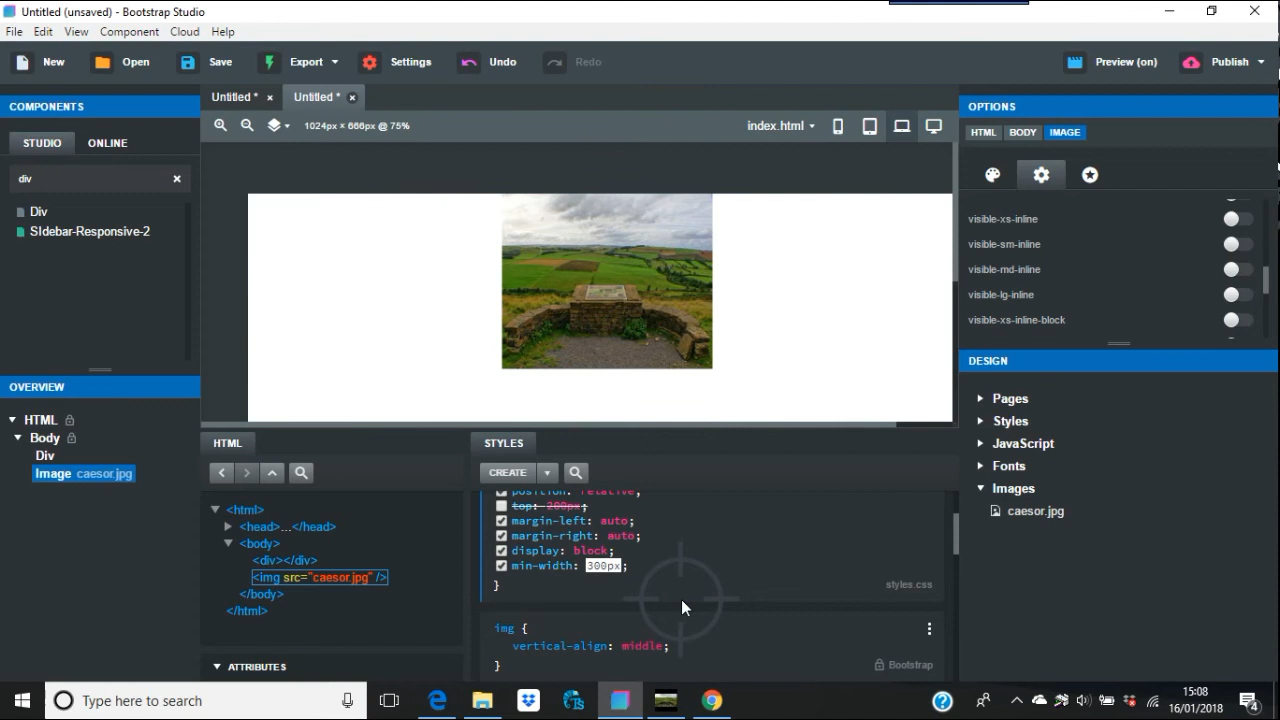 Untitled (unsaved) - Bootstrap Studio
File Edit View Component Cloud Help
New Open Save Export Settings Undo Redo Preview (on) Publish
COMPONENTS
STUDIO ONLINE
div
Div
SIdebar-Responsive-2
OVERVIEW
HTML
Body
Div
Image caesor.jpg
Untitled * Untitled *
1024px × 666px @ 75% index.html
HTML
<html>
<head>...</head>
<body>
<div></div>
<img src="caesor.jpg" />
</body>
</html>
ATTRIBUTES
STYLES
CREATE
position: relative;
top: 200px;
margin-left: auto;
margin-right: auto;
display: block;
min-width: 300px;
}
styles.css
img {
vertical-align: middle;
}
Bootstrap
OPTIONS
HTML BODY IMAGE
visible-xs-inline
visible-sm-inline
visible-md-inline
visible-lg-inline
visible-xs-inline-block
DESIGN
Pages
Styles
JavaScript
Fonts
Images
caesor.jpg
Type here to search
15:08
16/01/2018
4